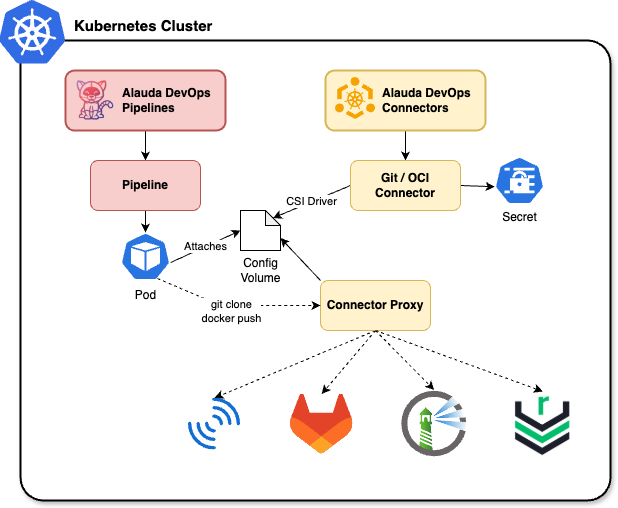 Kubernetes Cluster
Alauda DevOps
Pipelines
Alauda DevOps
Connectors
Pipeline
Git / OCI
Connector
CSI Driver
Secret
Attaches
Config
Volume
Pod
git clone
docker push
Connector Proxy
r